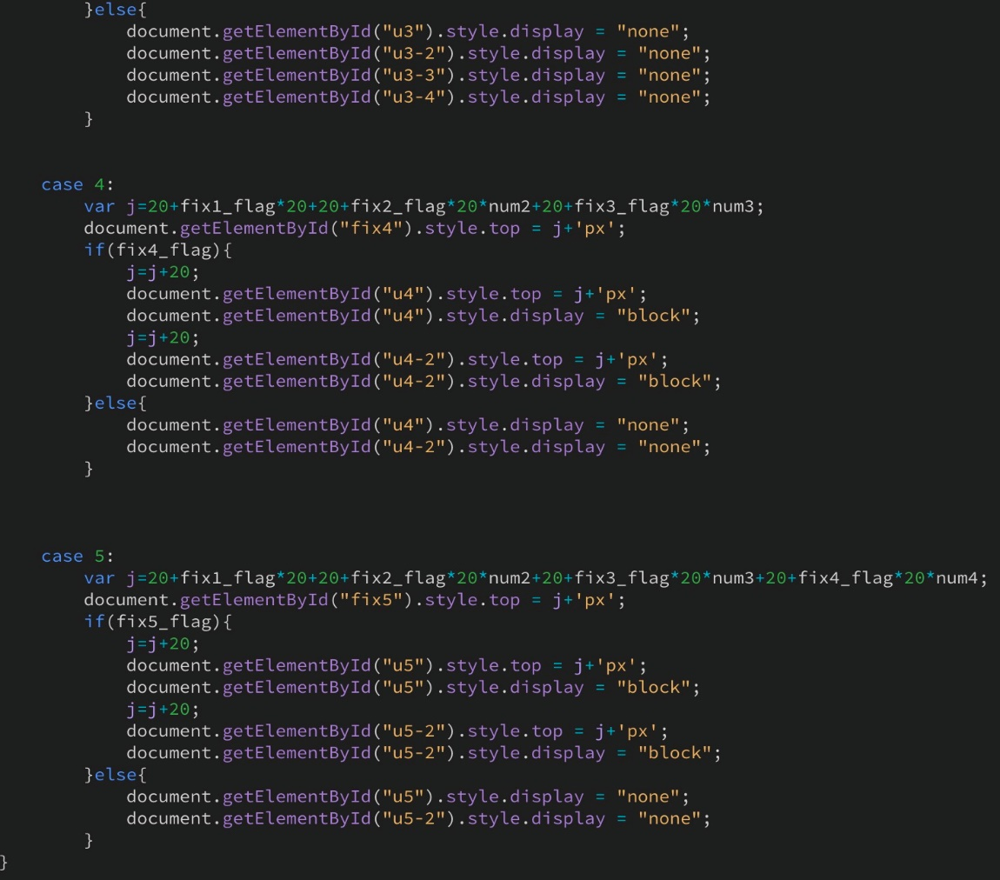 }else{
document.getElementById("u3").style.display = "none";
document.getElementById("u3-2").style.display = "none";
document.getElementById("u3-3").style.display = "none";
document.getElementById("u3-4").style.display = "none";
}
case 4:
var j=20+fix1_flag*20+20+fix2_flag*20*num2+20+fix3_flag*20*num3;
document.getElementById("fix4").style.top = j+'px';
if(fix4_flag){
j=j+20;
document.getElementById("u4").style.top = j+'px';
document.getElementById("u4").style.display = "block";
j=j+20;
document.getElementById("u4-2").style.top = j+'px';
document.getElementById("u4-2").style.display = "block";
}else{
document.getElementById("u4").style.display = "none";
document.getElementById("u4-2").style.display = "none";
}
case 5:
var j=20+fix1_flag*20+20+fix2_flag*20*num2+20+fix3_flag*20*num3+20+fix4_flag*20*num4;
document.getElementById("fix5").style.top = j+'px';
if(fix5_flag){
j=j+20;
document.getElementById("u5").style.top = j+'px';
document.getElementById("u5").style.display = "block";
j=j+20;
document.getElementById("u5-2").style.top = j+'px';
document.getElementById("u5-2").style.display = "block";
}else{
document.getElementById("u5").style.display = "none";
document.getElementById("u5-2").style.display = "none";
}
}